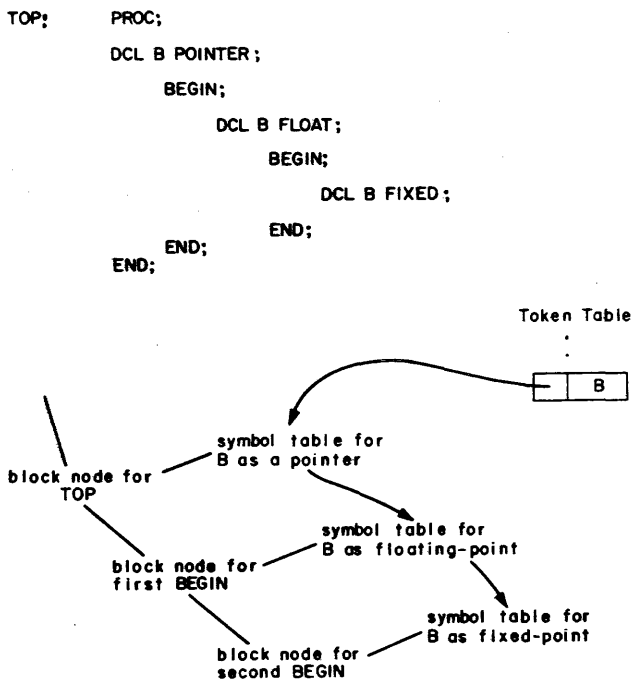 TOP: PROC;
DCL B POINTER;
BEGIN;
DCL B FLOAT;
BEGIN;
DCL B FIXED;
END;
END;
END;
Token Table
B
symbol table for
B as a pointer
block node for
TOP
symbol table for
B as floating-point
block node for
first BEGIN
symbol table for
B as fixed-point
block node for
second BEGIN